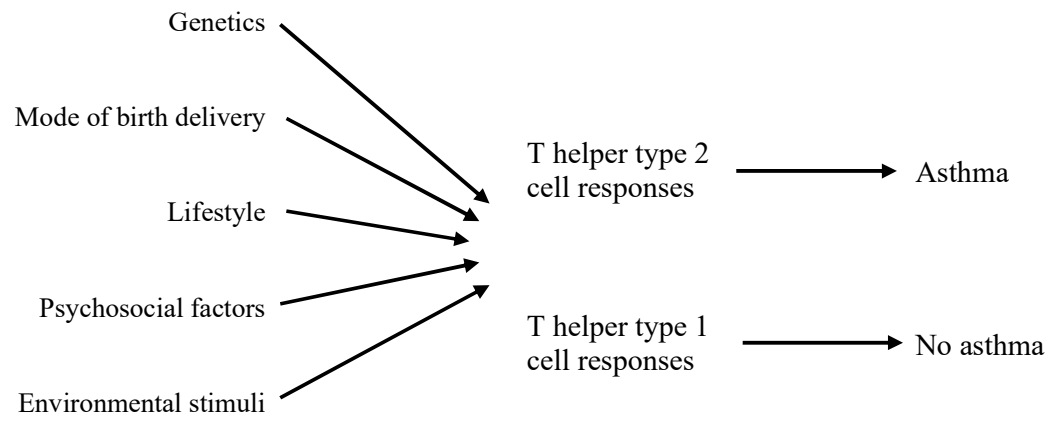 Genetics
Mode of birth delivery
Lifestyle
Psychosocial factors
Environmental stimuli
T helper type 2
cell responses
Asthma
T helper type 1
cell responses
No asthma